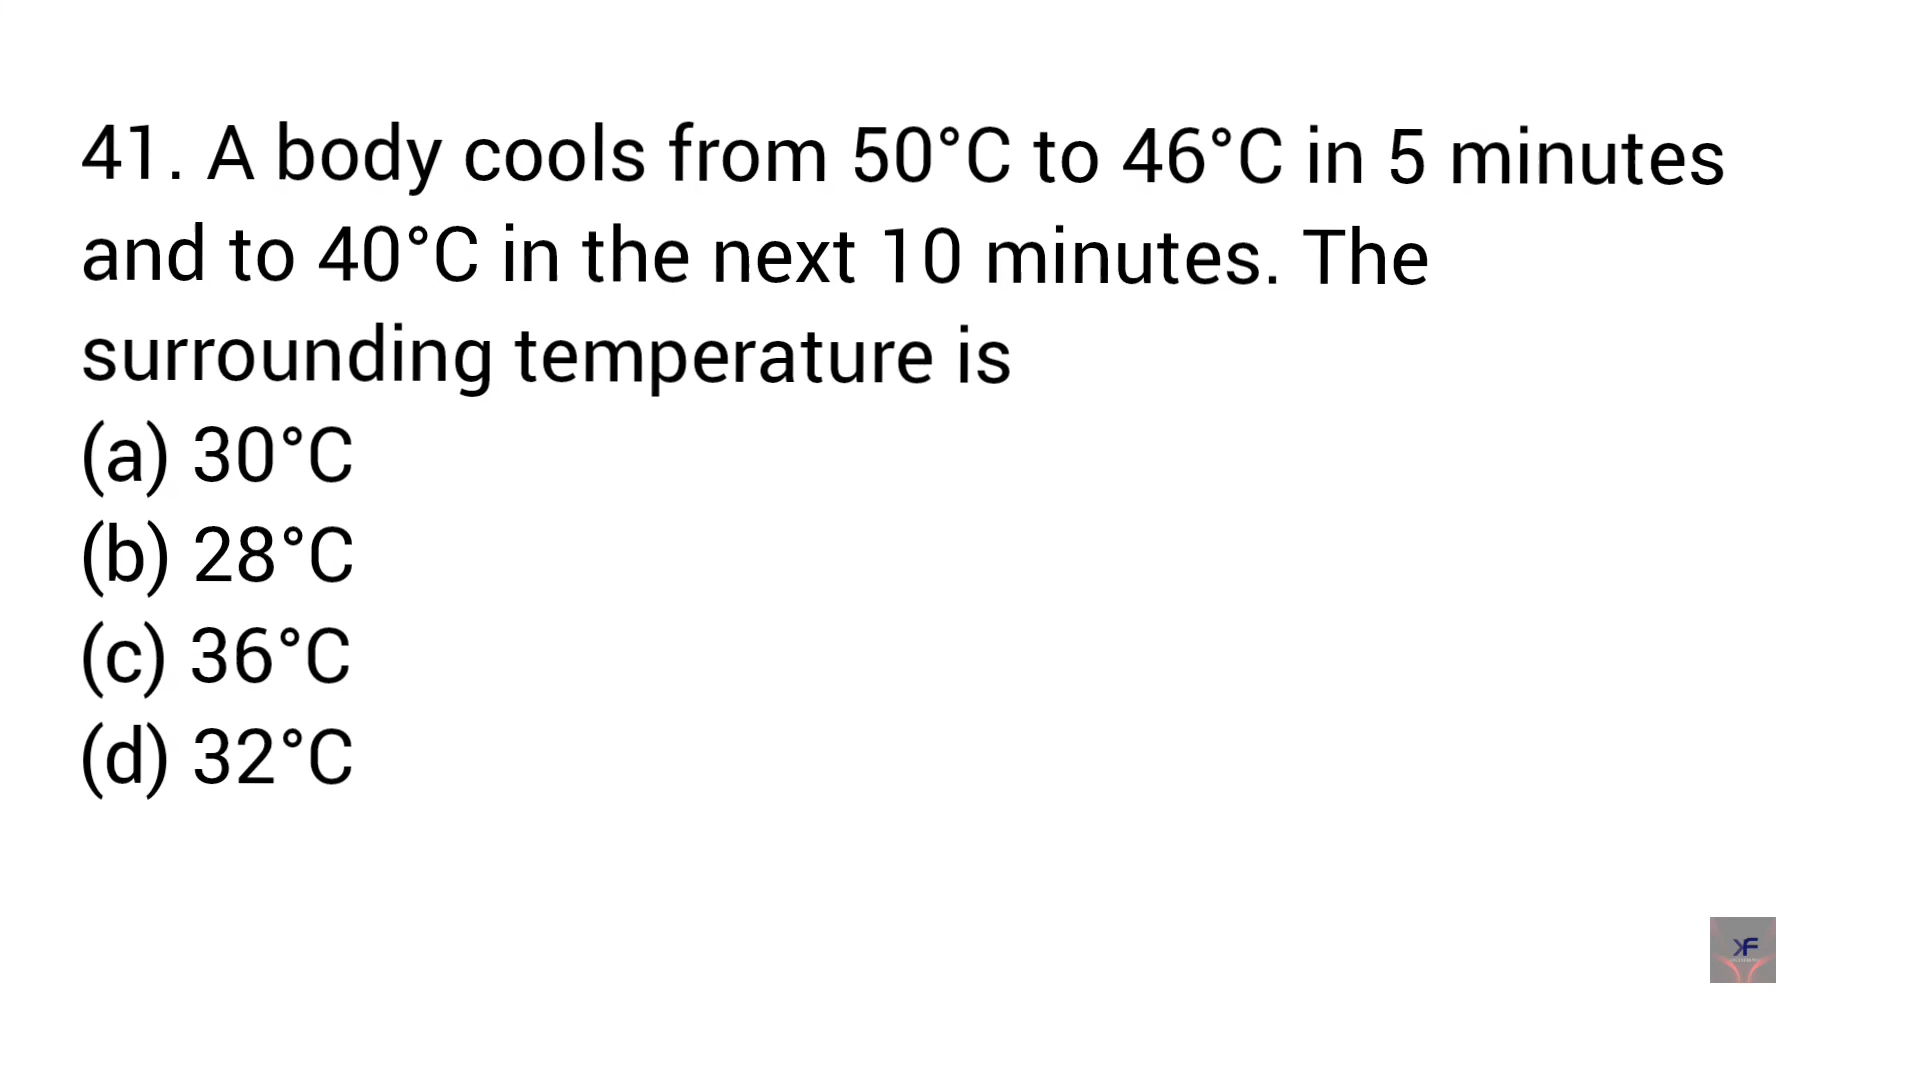 41. A body cools from 50°C to 46°C in 5 minutes
and to 40°C in the next 10 minutes. The
surrounding temperature is
(a) 30°C
(b) 28°C
(c) 36°C
(d) 32°C
KF